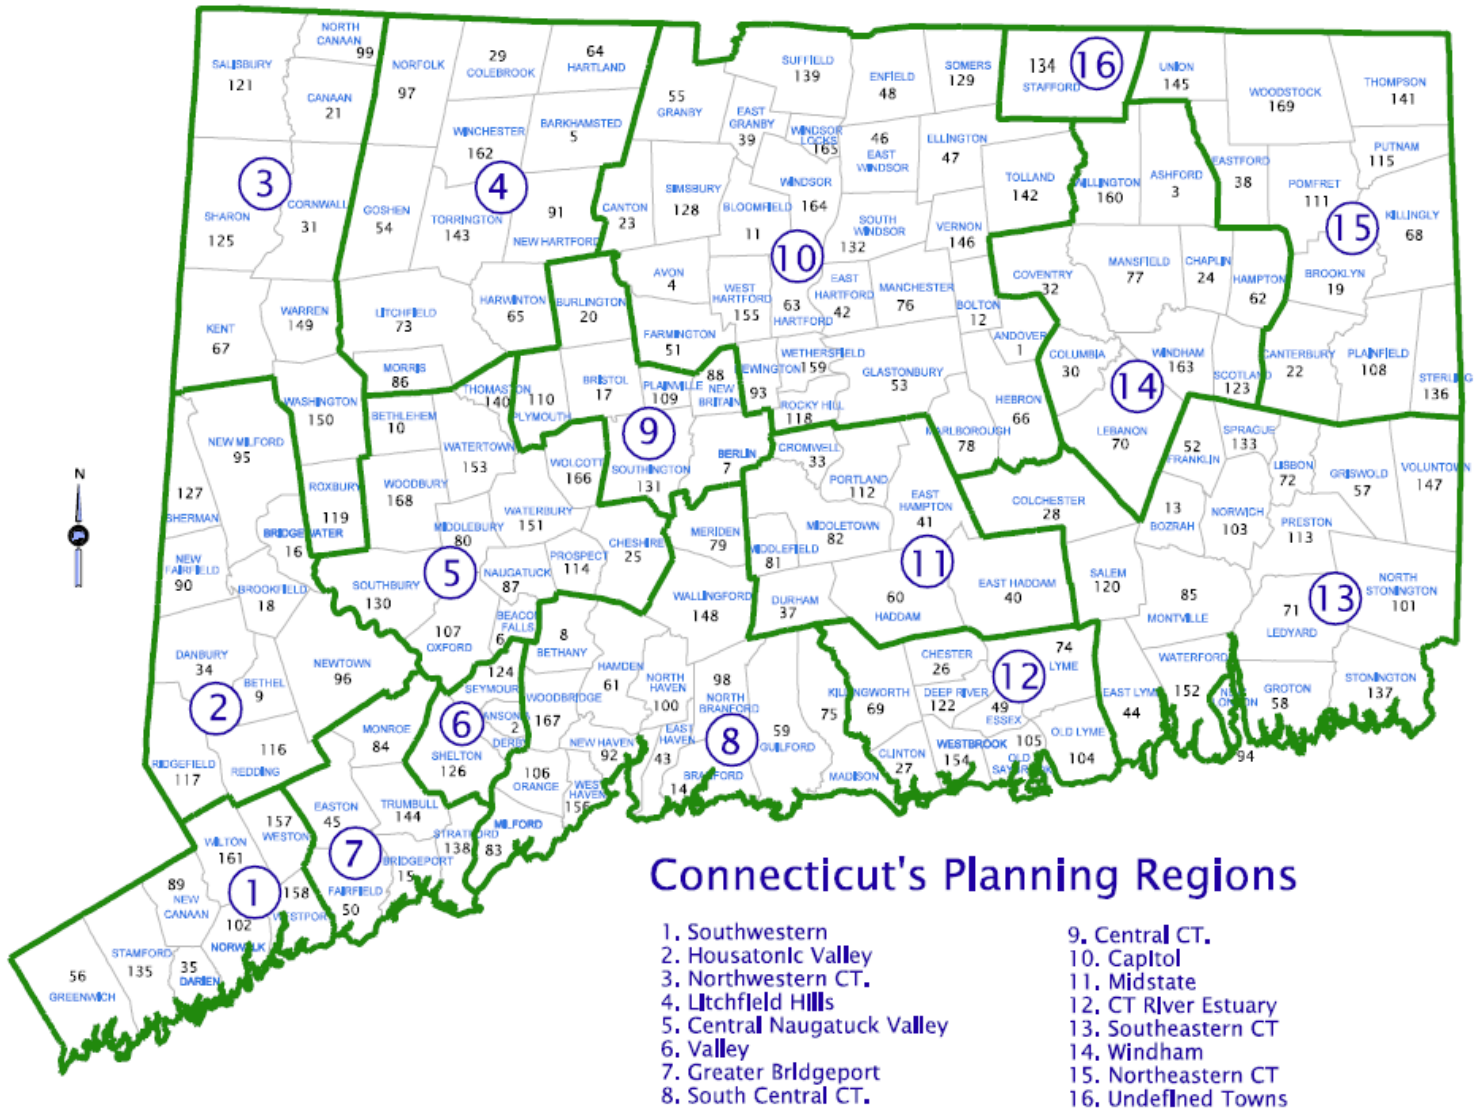 NORTH
CANAAN
99
SALISBURY
121
CANAAN
21
NORFOLK
97
29
COLEBROOK
64
HARTLAND
WINCHESTER
162
BARKHAMSTED
5
3
4
SHARON
125
CORNWALL
31
GOSHEN
54
TORRINGTON
143
91
NEW HARTFORD
KENT
67
WARREN
149
LITCHFIELD
73
HARWINTON
65
MORRIS
86
55
GRANBY
EAST
GRANBY
39
SUFFIELD
139
ENFIELD
48
SOMERS
129
134
STAFFORD
16
UNION
145
WOODSTOCK
169
THOMPSON
141
WINDSOR
LOCKS
165
46
EAST
WINDSOR
ELLINGTON
47
TOLLAND
142
WILLINGTON
160
ASHFORD
3
EASTFORD
38
PUTNAM
115
POMFRET
111
15
KILLINGLY
68
CANTON
23
SIMSBURY
128
BLOOMFIELD
11
WINDSOR
164
10
SOUTH
WINDSOR
132
VERNON
146
COVENTRY
32
MANSFIELD
77
CHAPLIN
24
HAMPTON
62
BROOKLYN
19
BURLINGTON
20
AVON
4
WEST
HARTFORD
155
63
HARTFORD
EAST
HARTFORD
42
MANCHESTER
76
BOLTON
12
ANDOVER
1
FARMINGTON
51
COLUMBIA
30
WINDHAM
163
14
SCOTLAND
123
CANTERBURY
22
PLAINFIELD
108
STERLING
136
THOMASTON
140
110
PLYMOUTH
BRISTOL
17
PLAINVILLE
109
88
NEW
BRITAIN
NEWINGTON
93
WETHERSFIELD
159
ROCKY HILL
118
GLASTONBURY
53
HEBRON
66
MARLBOROUGH
78
LEBANON
70
52
FRANKLIN
SPRAGUE
133
LISBON
72
GRISWOLD
57
VOLUNTOWN
147
WASHINGTON
150
BETHLEHEM
10
WATERTOWN
153
WOLCOTT
166
9
SOUTHINGTON
131
BERLIN
7
CROMWELL
33
PORTLAND
112
EAST
HAMPTON
41
COLCHESTER
28
13
BOZRAH
NORWICH
103
PRESTON
113
NEW MILFORD
95
ROXBURY
119
WOODBURY
168
127
SHERMAN
BRIDGEWATER
16
MIDDLEBURY
80
WATERBURY
151
CHESHIRE
25
MERIDEN
79
MIDDLEFIELD
81
MIDDLETOWN
82
11
N
NEW
FAIRFIELD
90
BROOKFIELD
18
SOUTHBURY
130
5
NAUGATUCK
87
PROSPECT
114
WALLINGFORD
148
DURHAM
37
60
HADDAM
EAST HADDAM
40
SALEM
120
85
MONTVILLE
71
LEDYARD
13
NORTH
STONINGTON
101
DANBURY
34
BETHEL
9
NEWTOWN
96
107
OXFORD
BEACON
FALLS
6
8
BETHANY
2
116
REDDING
RIDGEFIELD
117
MONROE
84
124
SEYMOUR
6
ANSONIA
2
DERBY
SHELTON
126
WOODBRIDGE
167
HAMDEN
61
NORTH
HAVEN
100
98
NORTH
BRANFORD
8
59
GUILFORD
75
MADISON
KILLINGWORTH
69
CHESTER
26
DEEP RIVER
122
12
49
ESSEX
74
LYME
EAST LYME
44
WATERFORD
152
NEW
LONDON
94
GROTON
58
STONINGTON
137
NEW HAVEN
92
EAST
HAVEN
43
BRANFORD
14
CLINTON
27
WESTBROOK
154
105
OLD
SAYBROOK
OLD LYME
104
106
ORANGE
WEST
HAVEN
156
MILFORD
83
EASTON
45
TRUMBULL
144
STRATFORD
138
7
BRIDGEPORT
15
FAIRFIELD
50
157
WESTON
WILTON
161
1
158
WESTPORT
89
NEW
CANAAN
102
NORWALK
STAMFORD
135
35
DARIEN
56
GREENWICH
Connecticut's Planning Regions
1. Southwestern
2. Housatonic Valley
3. Northwestern CT.
4. Litchfield Hills
5. Central Naugatuck Valley
6. Valley
7. Greater Bridgeport
8. South Central CT.
9. Central CT.
10. Capitol
11. Midstate
12. CT River Estuary
13. Southeastern CT
14. Windham
15. Northeastern CT
16. Undefined Towns